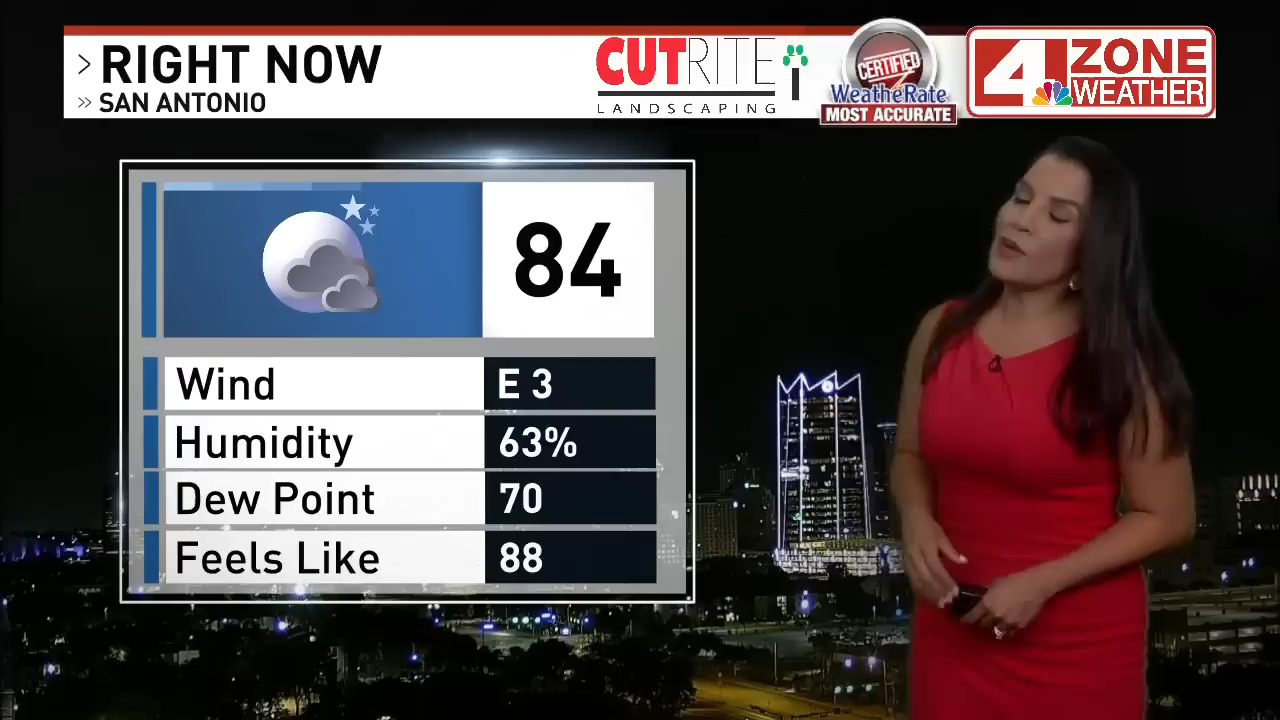 RIGHT NOW
SAN ANTONIO
CUTRITE
LANDSCAPING
CERTIFIED
WeatheRate
MOST ACCURATE
4 ZONE
WEATHER
84
Wind E 3
Humidity 63%
Dew Point 70
Feels Like 88